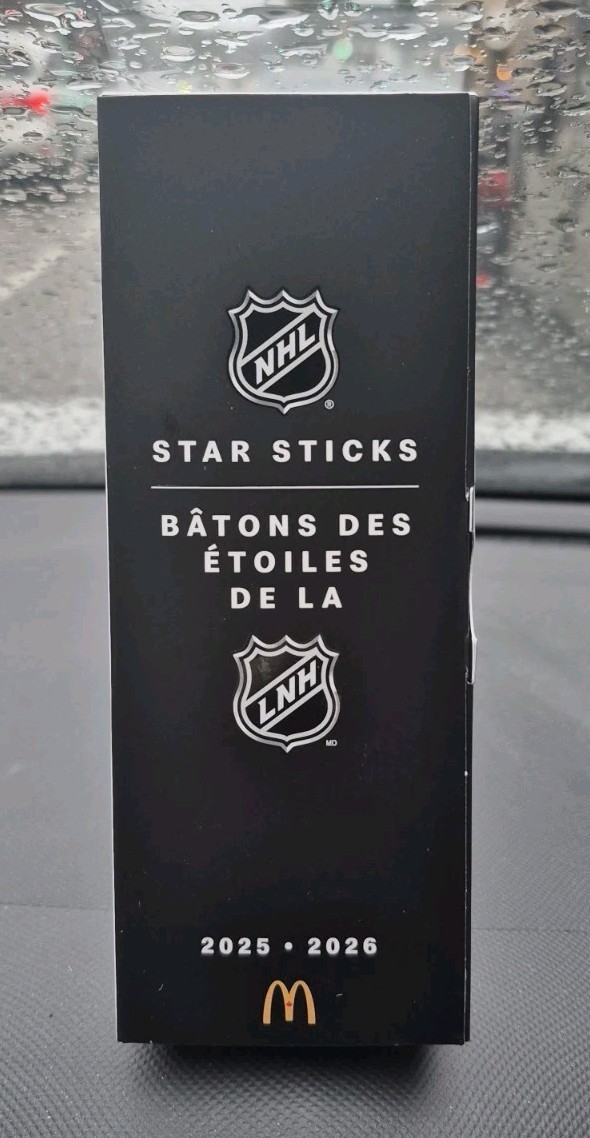 NHL
®
STAR STICKS
BÂTONS DES
ÉTOILES
DE LA
LNH
MD
2025 • 2026
M